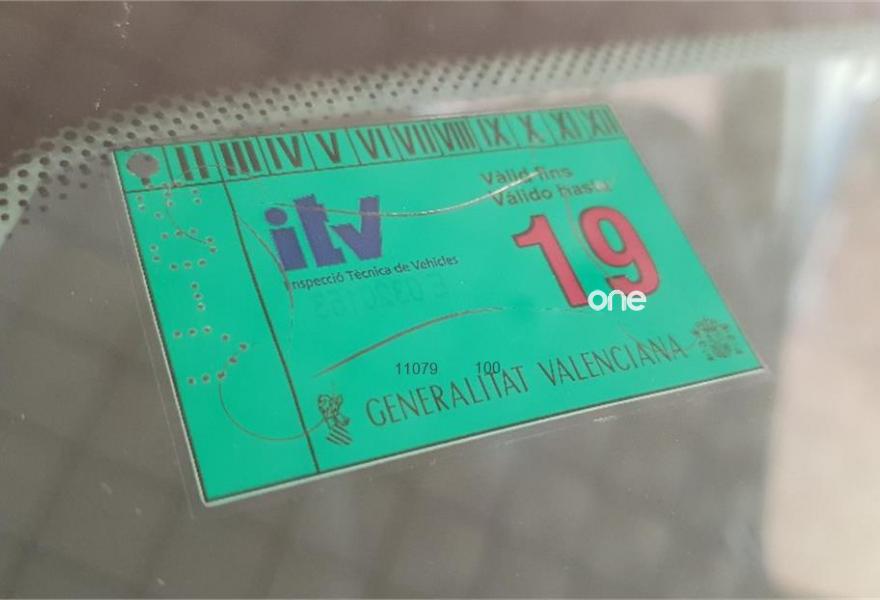 II III IV V VI VII VIII IX X XI XII
Vàlid fins
Válido hasta
itv
Inspecció Tècnica de Vehicles
19
one
11079 100
GENERALITAT VALENCIANA